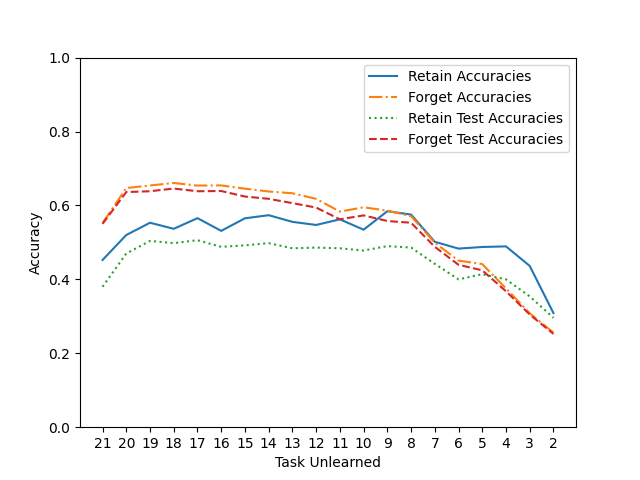 1.0
0.8
0.6
0.4
0.2
0.0
Accuracy
Retain Accuracies
Forget Accuracies
Retain Test Accuracies
Forget Test Accuracies
21 20 19 18 17 16 15 14 13 12 11 10 9 8 7 6 5 4 3 2
Task Unlearned